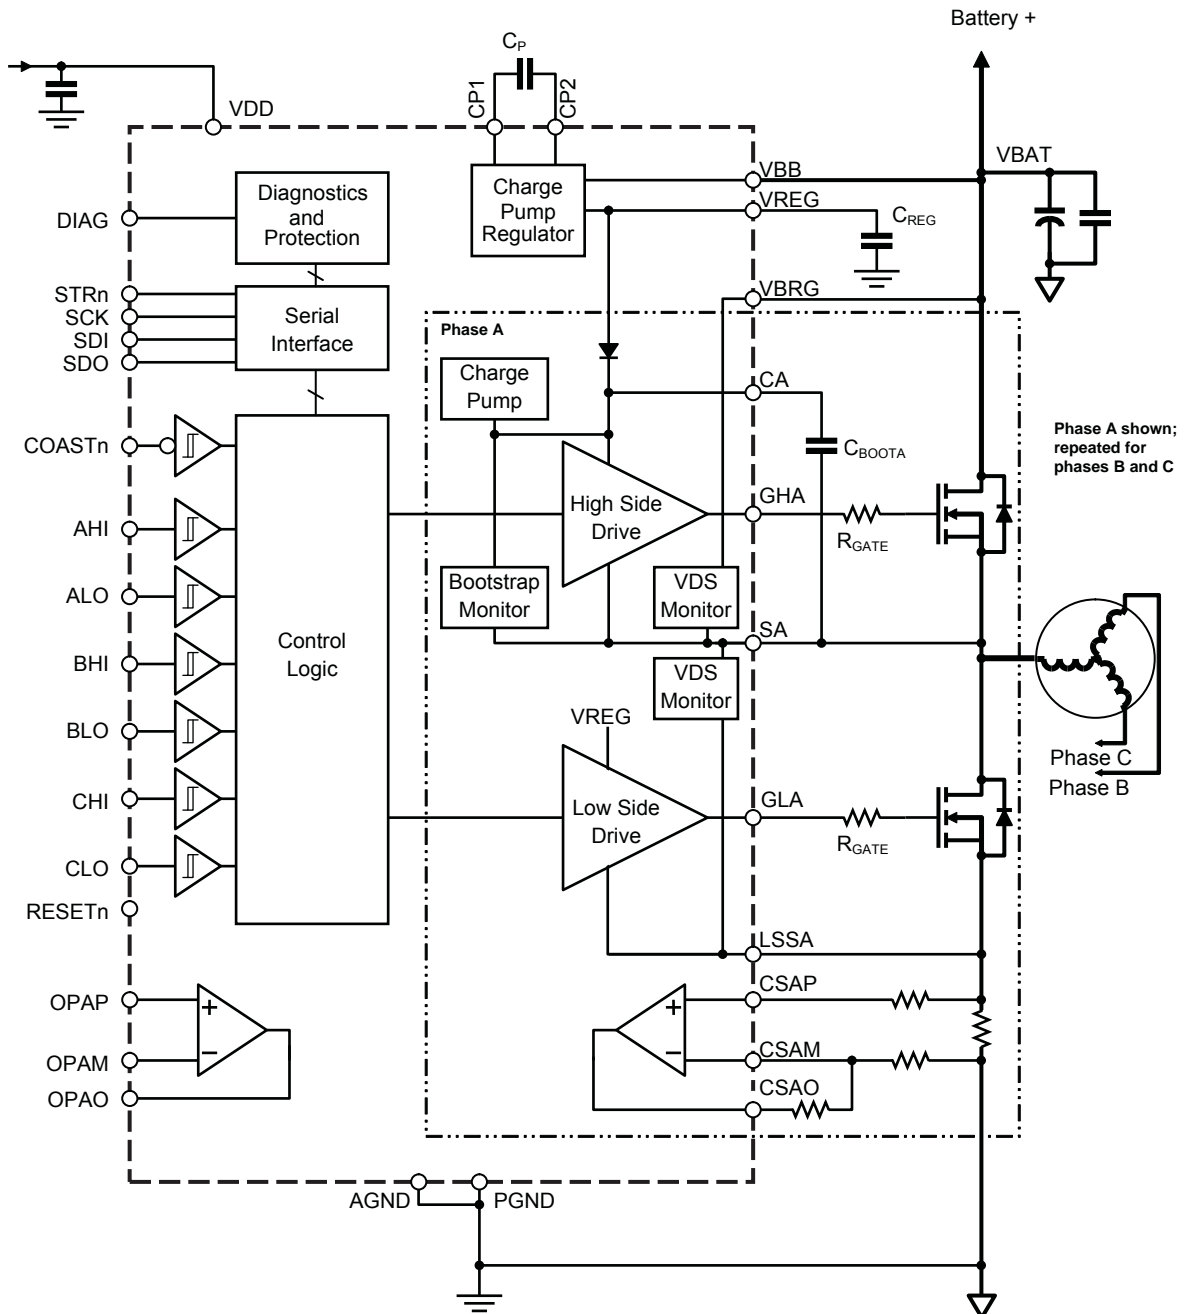 Battery +
CP
CP1
CP2
VDD
VBAT
Diagnostics
and
Protection
Charge
Pump
Regulator
VBB
VREG
CREG
DIAG
STRn
SCK
SDI
SDO
Serial
Interface
VBRG
Phase A
Charge
Pump
CA
CBOOTA
Phase A shown;
repeated for
phases B and C
COASTn
AHI
ALO
BHI
BLO
CHI
CLO
RESETn
Control
Logic
High Side
Drive
GHA
RGATE
Bootstrap
Monitor
VDS
Monitor
SA
VDS
Monitor
VREG
Low Side
Drive
GLA
RGATE
Phase C
Phase B
LSSA
CSAP
CSAM
CSAO
+
−
OPAP
OPAM
OPAO
+
−
AGND
PGND